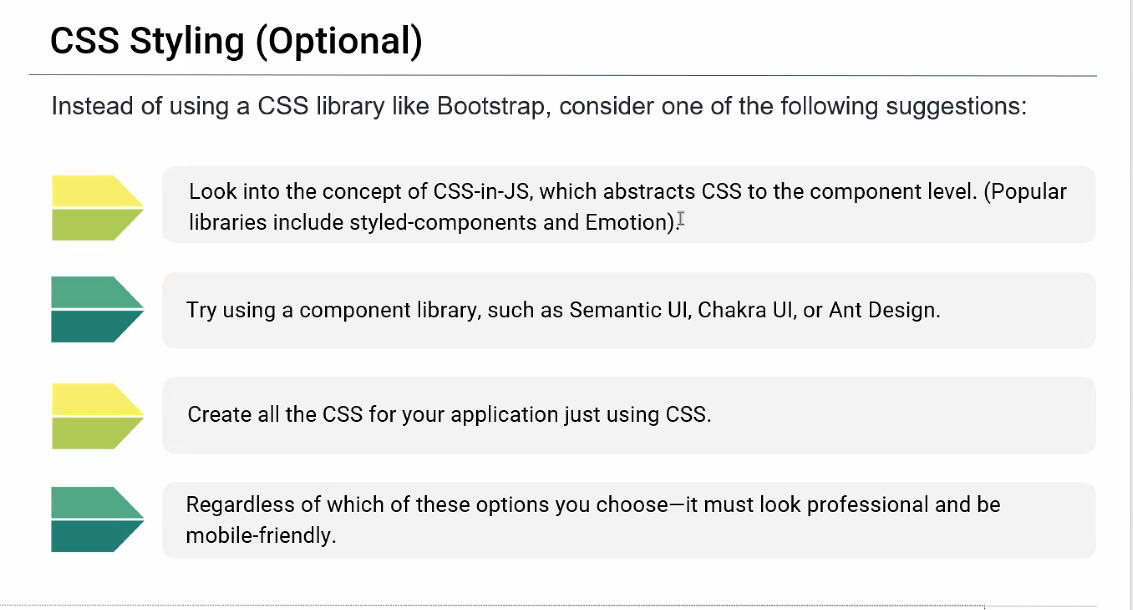 CSS Styling (Optional)
Instead of using a CSS library like Bootstrap, consider one of the following suggestions:
Look into the concept of CSS-in-JS, which abstracts CSS to the component level. (Popular
libraries include styled-components and Emotion).
Try using a component library, such as Semantic UI, Chakra UI, or Ant Design.
Create all the CSS for your application just using CSS.
Regardless of which of these options you choose—it must look professional and be
mobile-friendly.